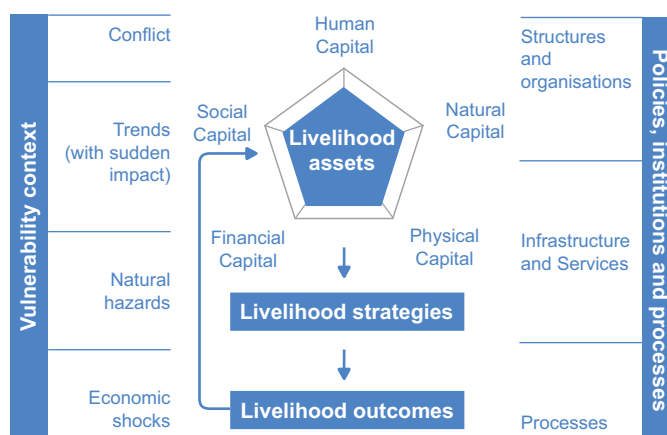 Vulnerability context
Conflict
Trends
(with sudden
impact)
Natural
hazards
Economic
shocks
Human
Capital
Social
Capital
Natural
Capital
Livelihood
assets
Financial
Capital
Physical
Capital
Livelihood strategies
Livelihood outcomes
Structures
and
organisations
Infrastructure
and Services
Processes
Policies, institutions and processes